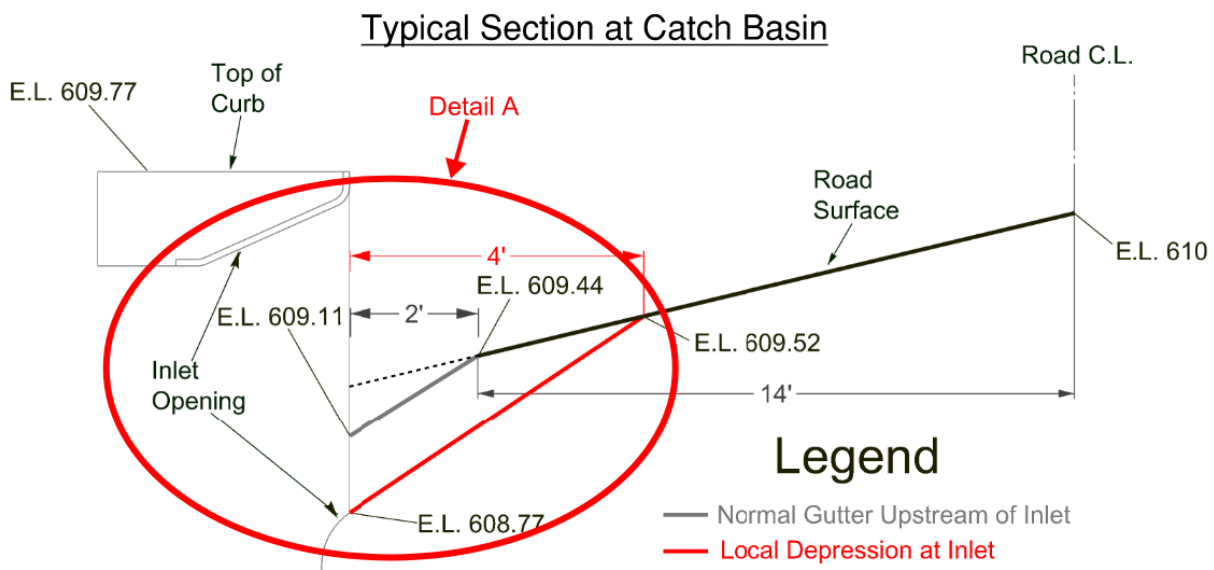 Typical Section at Catch Basin
Road C.L.
Top of
Curb
E.L. 609.77
Detail A
Road
Surface
4'
E.L. 610
E.L. 609.44
E.L. 609.11
2'
E.L. 609.52
Inlet
Opening
14'
Legend
E.L. 608.77
Normal Gutter Upstream of Inlet
Local Depression at Inlet